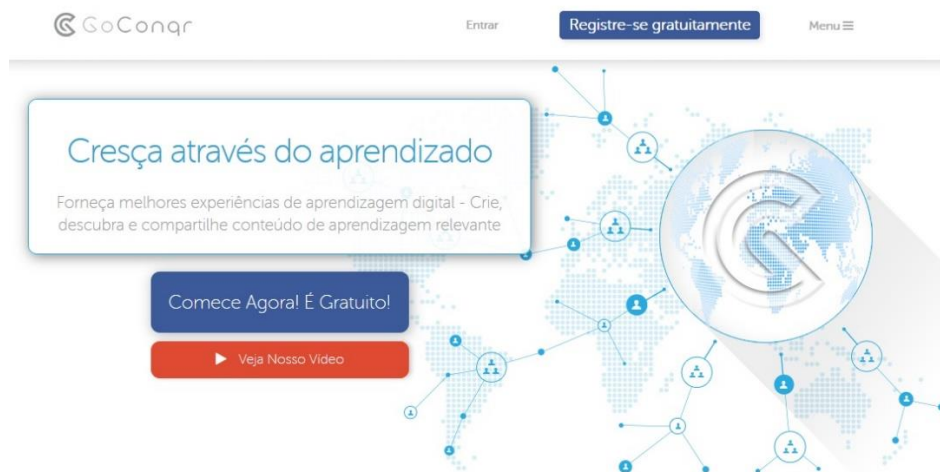 GoConqr
Entrar
Registre-se gratuitamente
Menu
Cresça através do aprendizado
Forneça melhores experiências de aprendizagem digital - Crie,
descubra e compartilhe conteúdo de aprendizagem relevante
Comece Agora! É Gratuito!
Veja Nosso Vídeo